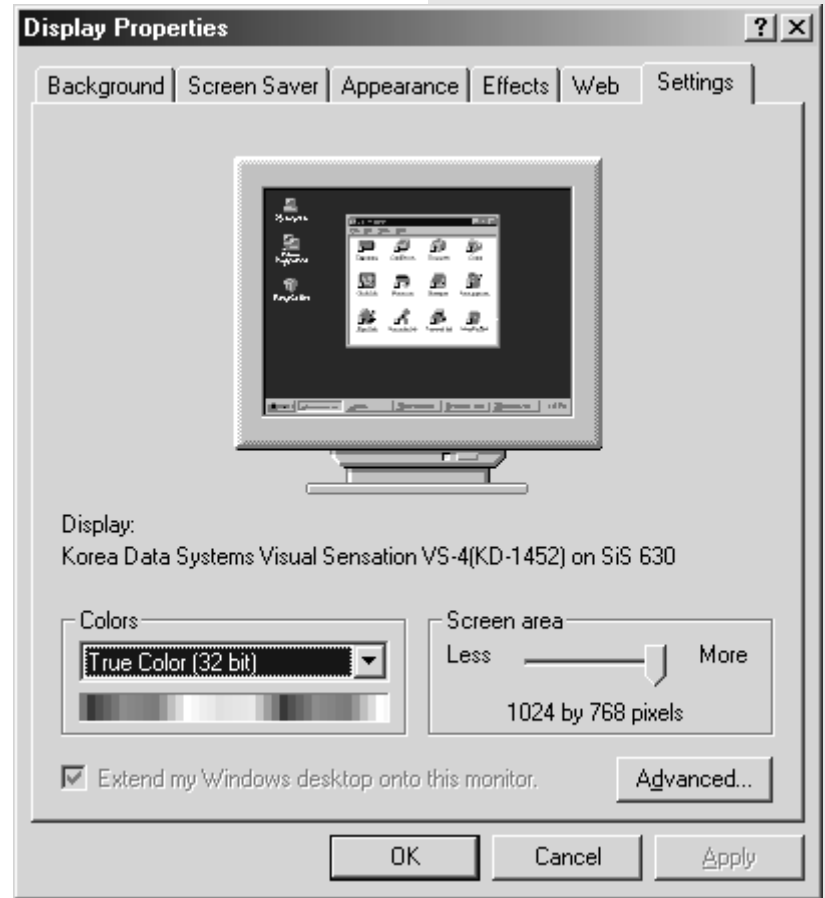 Display Properties
Background Screen Saver Appearance Effects Web Settings
Display:
Korea Data Systems Visual Sensation VS-4(KD-1452) on SiS 630
Colors
True Color (32 bit)
Screen area
Less More
1024 by 768 pixels
Extend my Windows desktop onto this monitor.
Advanced...
OK Cancel Apply